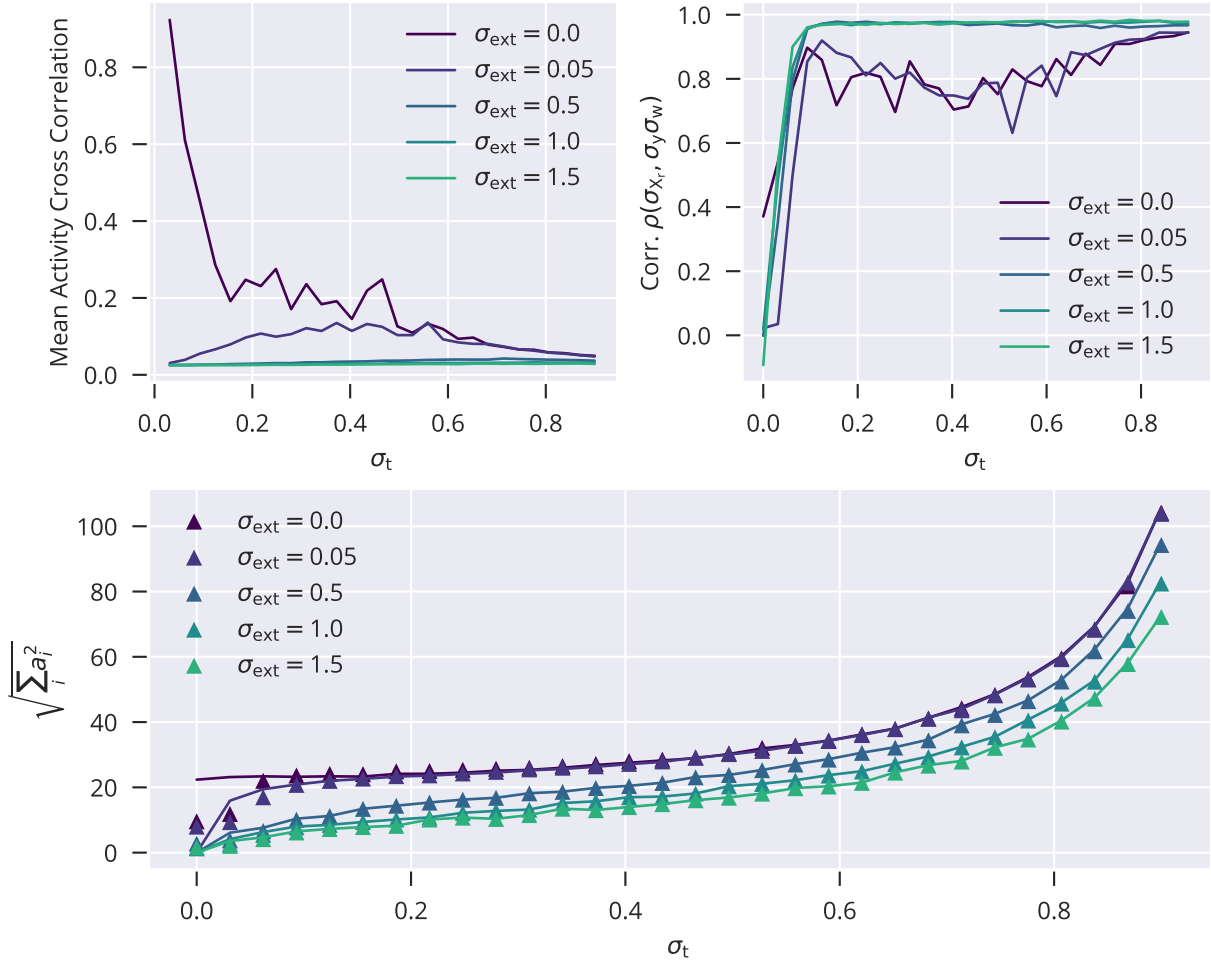 Mean Activity Cross Correlation
0.8
0.6
0.4
0.2
0.0
σext = 0.0
σext = 0.05
σext = 0.5
σext = 1.0
σext = 1.5
0.0 0.2 0.4 0.6 0.8
σt
Corr. ρ(σXr, σyσw)
1.0
0.8
0.6
0.4
0.2
0.0
σext = 0.0
σext = 0.05
σext = 0.5
σext = 1.0
σext = 1.5
0.0 0.2 0.4 0.6 0.8
σt
√∑i ai²
100
80
60
40
20
0
σext = 0.0
σext = 0.05
σext = 0.5
σext = 1.0
σext = 1.5
0.0 0.2 0.4 0.6 0.8
σt